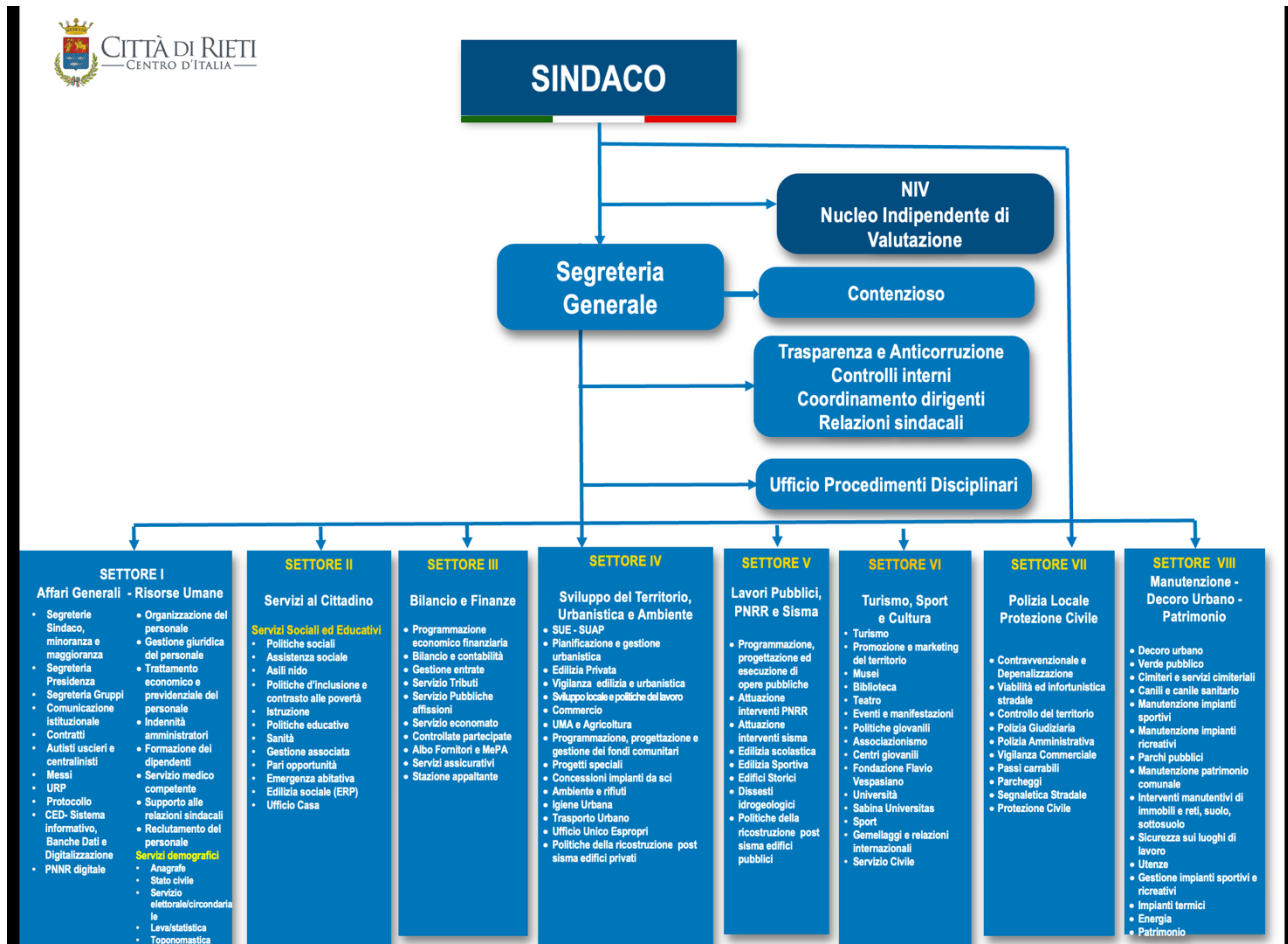 CITTÀ DI RIETI
CENTRO D'ITALIA
SINDACO
NIV
Nucleo Indipendente di
Valutazione
Segreteria
Generale
Contenzioso
Trasparenza e Anticorruzione
Controlli interni
Coordinamento dirigenti
Relazioni sindacali
Ufficio Procedimenti Disciplinari
SETTORE I
Affari Generali - Risorse Umane
• Segreterie
Sindaco,
minoranza e
maggioranza
• Segreteria
Presidenza
• Segreteria Gruppi
• Comunicazione
istituzionale
• Contratti
• Autisti uscieri e
centralinisti
• Messi
• URP
• Protocollo
• CED- Sistema
informativo,
Banche Dati e
Digitalizzazione
• PNNR digitale
● Organizzazione del
personale
● Gestione giuridica
del personale
● Trattamento
economico e
previdenziale del
personale
● Indennità
amministratori
● Formazione dei
dipendenti
● Servizio medico
competente
● Supporto alle
relazioni sindacali
● Reclutamento del
personale
Servizi demografici
• Anagrafe
• Stato civile
• Servizio
elettorale/circondaria
le
• Leva/statistica
• Toponomastica
SETTORE II
Servizi al Cittadino
Servizi Sociali ed Educativi
• Politiche sociali
• Assistenza sociale
• Asili nido
• Politiche d'inclusione e
contrasto alle povertà
• Istruzione
• Politiche educative
• Sanità
• Gestione associata
• Pari opportunità
• Emergenza abitativa
• Edilizia sociale (ERP)
• Ufficio Casa
SETTORE III
Bilancio e Finanze
● Programmazione
economico finanziaria
● Bilancio e contabilità
● Gestione entrate
● Servizio Tributi
● Servizio Pubbliche
affissioni
● Servizio economato
● Controllate partecipate
● Albo Fornitori e MePA
● Servizi assicurativi
● Stazione appaltante
SETTORE IV
Sviluppo del Territorio,
Urbanistica e Ambiente
● SUE - SUAP
● Pianificazione e gestione
urbanistica
● Edilizia Privata
● Vigilanza edilizia e urbanistica
● Sviluppo locale e politiche del lavoro
● Commercio
● UMA e Agricoltura
● Programmazione, progettazione e
gestione dei fondi comunitari
● Progetti speciali
● Concessioni impianti da sci
● Ambiente e rifiuti
● Igiene Urbana
● Trasporto Urbano
● Ufficio Unico Espropri
● Politiche della ricostruzione post
sisma edifici privati
SETTORE V
Lavori Pubblici,
PNRR e Sisma
● Programmazione,
progettazione ed
esecuzione di
opere pubbliche
● Attuazione
interventi PNRR
● Attuazione
interventi sisma
● Edilizia scolastica
● Edilizia Sportiva
● Edifici Storici
● Dissesti
idrogeologici
● Politiche della
ricostruzione post
sisma edifici
pubblici
SETTORE VI
Turismo, Sport
e Cultura
● Turismo
● Promozione e marketing
del territorio
● Musei
● Biblioteca
● Teatro
● Eventi e manifestazioni
● Politiche giovanili
● Associazionismo
● Centri giovanili
● Fondazione Flavio
Vespasiano
● Università
● Sabina Universitas
● Sport
● Gemellaggi e relazioni
internazionali
● Servizio Civile
SETTORE VII
Polizia Locale
Protezione Civile
● Contravvenzionale e
Depenalizzazione
● Viabilità ed infortunistica
stradale
● Controllo del territorio
● Polizia Giudiziaria
● Polizia Amministrativa
● Vigilanza Commerciale
● Passi carrabili
● Parcheggi
● Segnaletica Stradale
● Protezione Civile
SETTORE VIII
Manutenzione -
Decoro Urbano -
Patrimonio
● Decoro urbano
● Verde pubblico
● Cimiteri e servizi cimiteriali
● Canili e canile sanitario
● Manutenzione impianti
sportivi
● Manutenzione impianti
ricreativi
● Parchi pubblici
● Manutenzione patrimonio
comunale
● Interventi manutentivi di
immobili e reti, suolo,
sottosuolo
● Sicurezza sui luoghi di
lavoro
● Utenze
● Gestione impianti sportivi e
ricreativi
● Impianti termici
● Energia
● Patrimonio